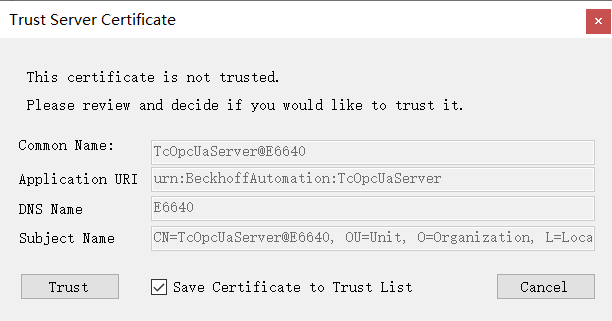 Trust Server Certificate
This certificate is not trusted.
Please review and decide if you would like to trust it.
Common Name: TcOpcUaServer@E6640
Application URI urn:BeckhoffAutomation:TcOpcUaServer
DNS Name E6640
Subject Name CN=TcOpcUaServer@E6640, OU=Unit, O=Organization, L=Loca
Trust Save Certificate to Trust List Cancel